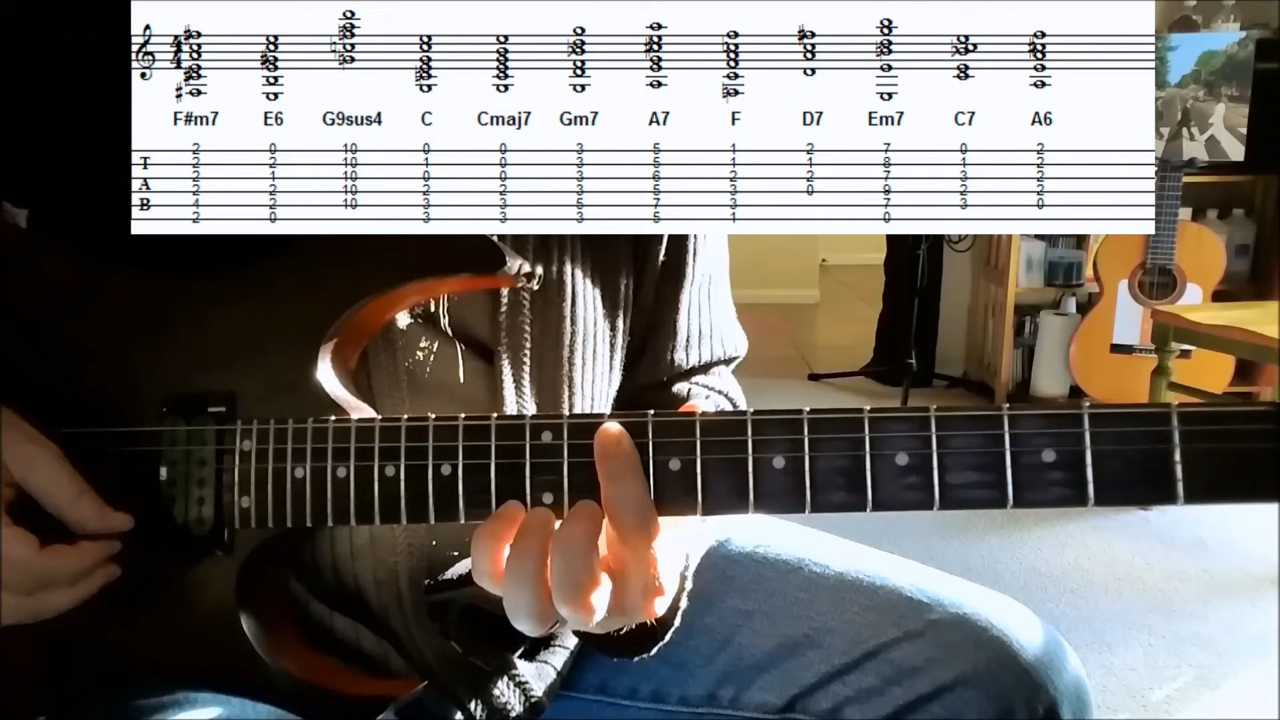 4
4
F#m7 E6 G9sus4 C Cmaj7 Gm7 A7 F D7 Em7 C7 A6
2 0 10 0 0 3 5 1 2 7 0 2
T 2 2 10 1 0 3 5 1 1 8 1 2
2 1 10 0 0 3 6 2 2 7 3 2
A 2 2 10 2 2 3 5 3 0 9 2 2
B 4 2 10 3 3 5 7 3 7 3 0
2 0 3 3 3 5 1 0